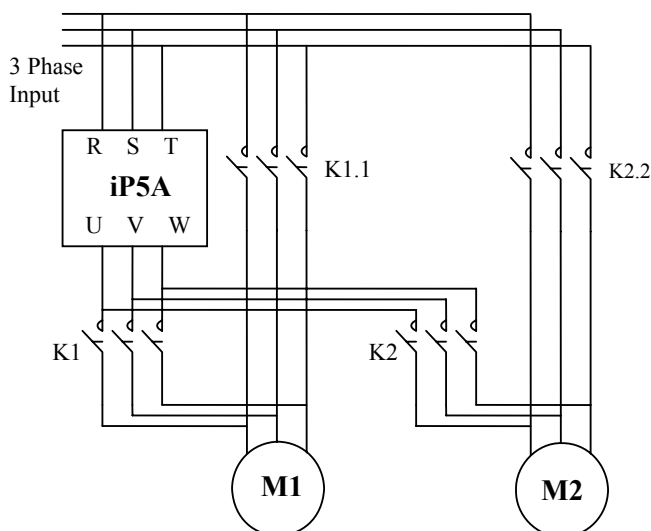 3 Phase
Input
R S T
iP5A
U V W
K1.1
K2.2
K1
K2
M1
M2